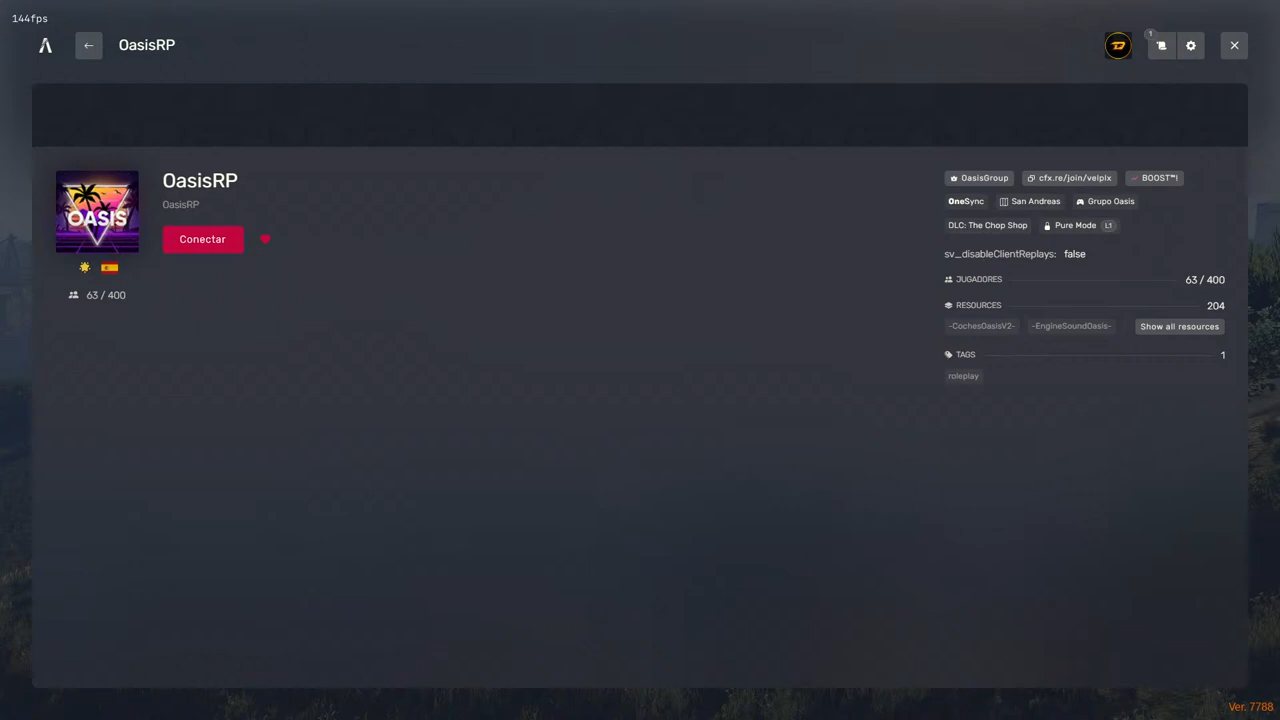 144fps
OasisRP
1
OASIS
OasisRP
OasisRP
Conectar
63 / 400
OasisGroup
cfx.re/join/velplx
BOOST™!
OneSync
San Andreas
Grupo Oasis
DLC: The Chop Shop
Pure Mode L1
sv_disableClientReplays: false
JUGADORES 63 / 400
RESOURCES 204
-CochesOasisV2-
-EngineSoundOasis-
Show all resources
TAGS 1
roleplay
Ver. 7788